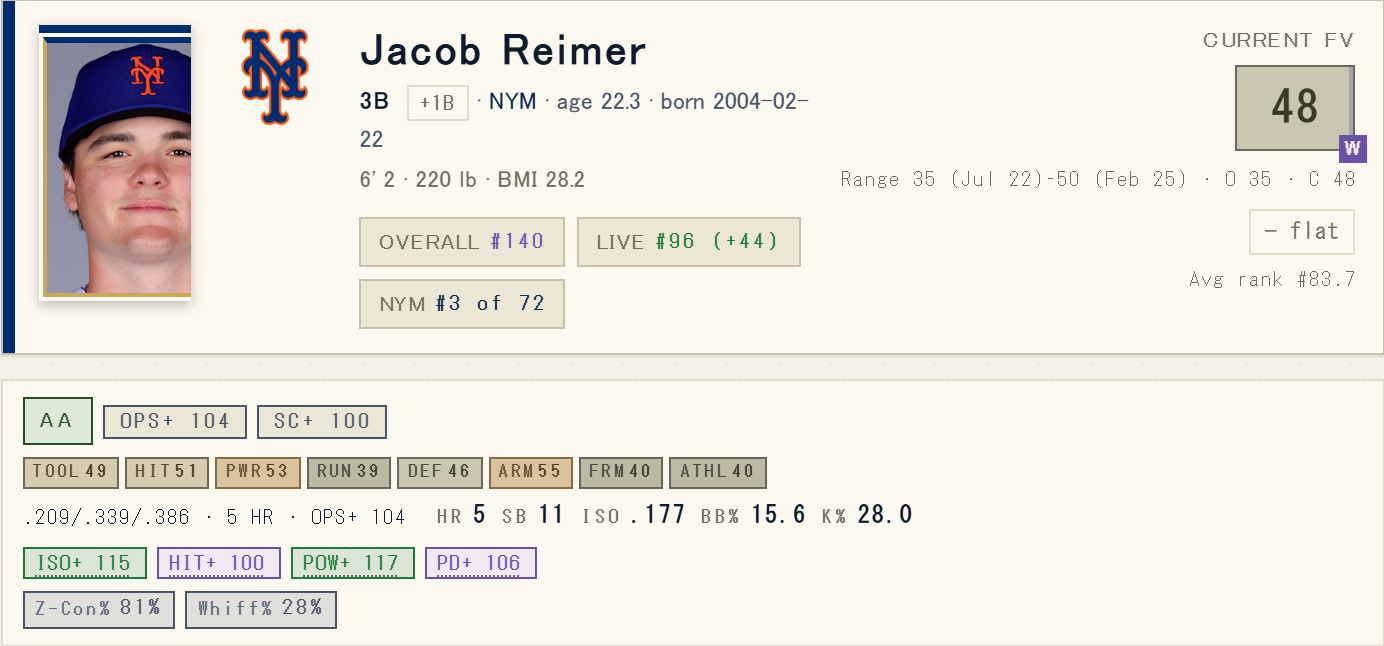 Jacob Reimer
3B +1B · NYM · age 22.3 · born 2004-02-
22
6' 2 · 220 lb · BMI 28.2
OVERALL #140 LIVE #96 (+44)
NYM #3 of 72
CURRENT FV
48
W
Range 35 (Jul 22)-50 (Feb 25) · O 35 · C 48
— flat
Avg rank #83.7
AA OPS+ 104 SC+ 100
TOOL 49 HIT 51 PWR 53 RUN 39 DEF 46 ARM 55 FRM 40 ATHL 40
.209/.339/.386 · 5 HR · OPS+ 104 HR 5 SB 11 ISO .177 BB% 15.6 K% 28.0
ISO+ 115 HIT+ 100 POW+ 117 PD+ 106
Z-Con% 81% Whiff% 28%